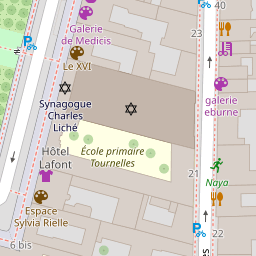 40
Galerie
de Medicis
23
Le XVI
galerie
eburne
Synagogue
Charles
Liché
École primaire
Tournelles
Hôtel
Lafont
21
Naya
Espace
Sylvia Rielle
6 bis
22